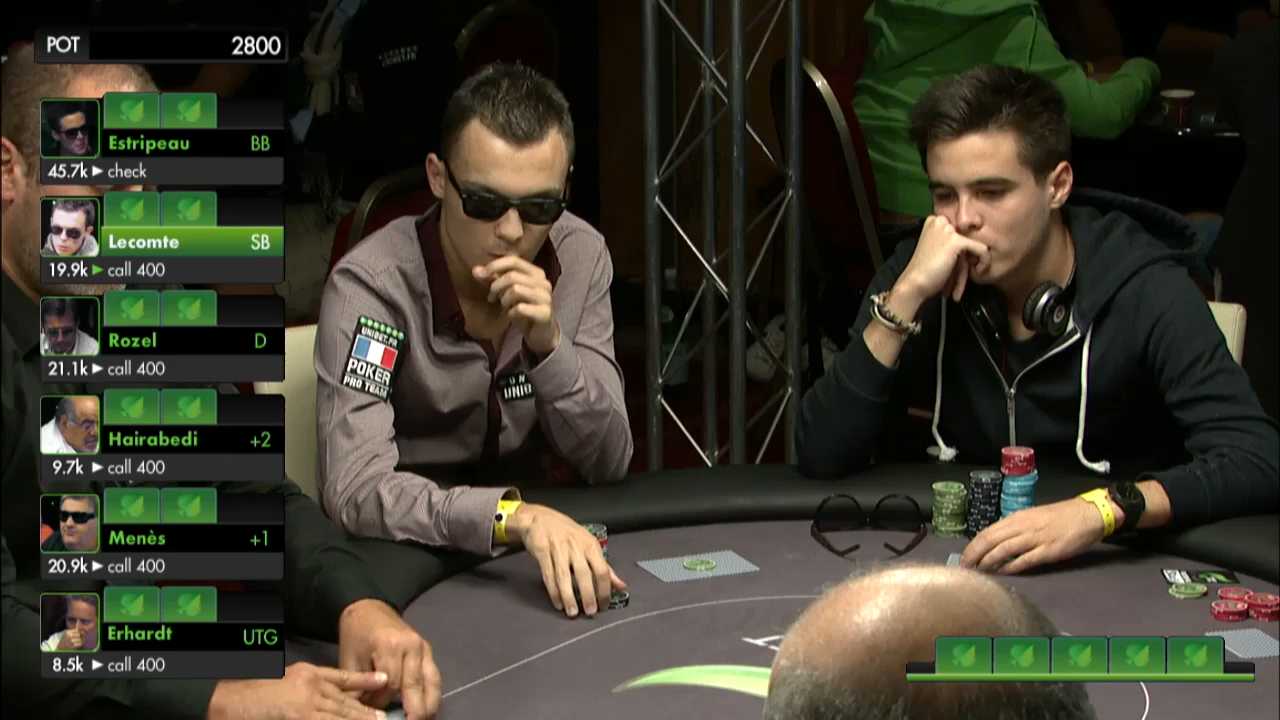 POT 2800
Estripeau BB
45.7k check
Lecomte SB
19.9k call 400
Rozel D
21.1k call 400
Hairabedi +2
9.7k call 400
Menès +1
20.9k call 400
Erhardt UTG
8.5k call 400
UNIBET.FR
POKER
PRO TEAM
UNIB